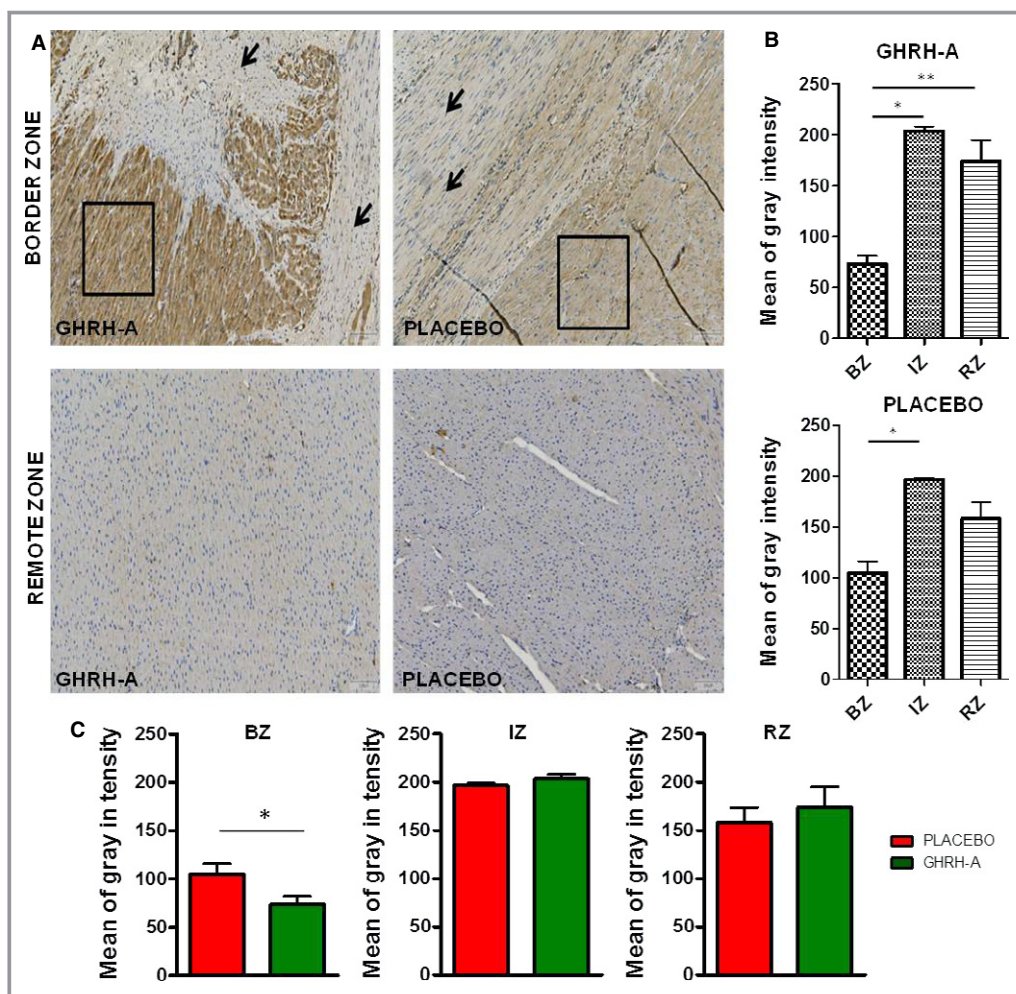 A
BORDER ZONE
GHRH-A
PLACEBO
REMOTE ZONE
GHRH-A
PLACEBO
B
GHRH-A
Mean of gray intensity
250
200
150
100
50
0
**
*
BZ
IZ
RZ
PLACEBO
Mean of gray intensity
250
200
150
100
50
0
*
BZ
IZ
RZ
C
BZ
Mean of gray in tensity
250
200
150
100
50
0
*
IZ
Mean of gray in tensity
250
200
150
100
50
0
RZ
Mean of gray in tensity
250
200
150
100
50
0
PLACEBO
GHRH-A